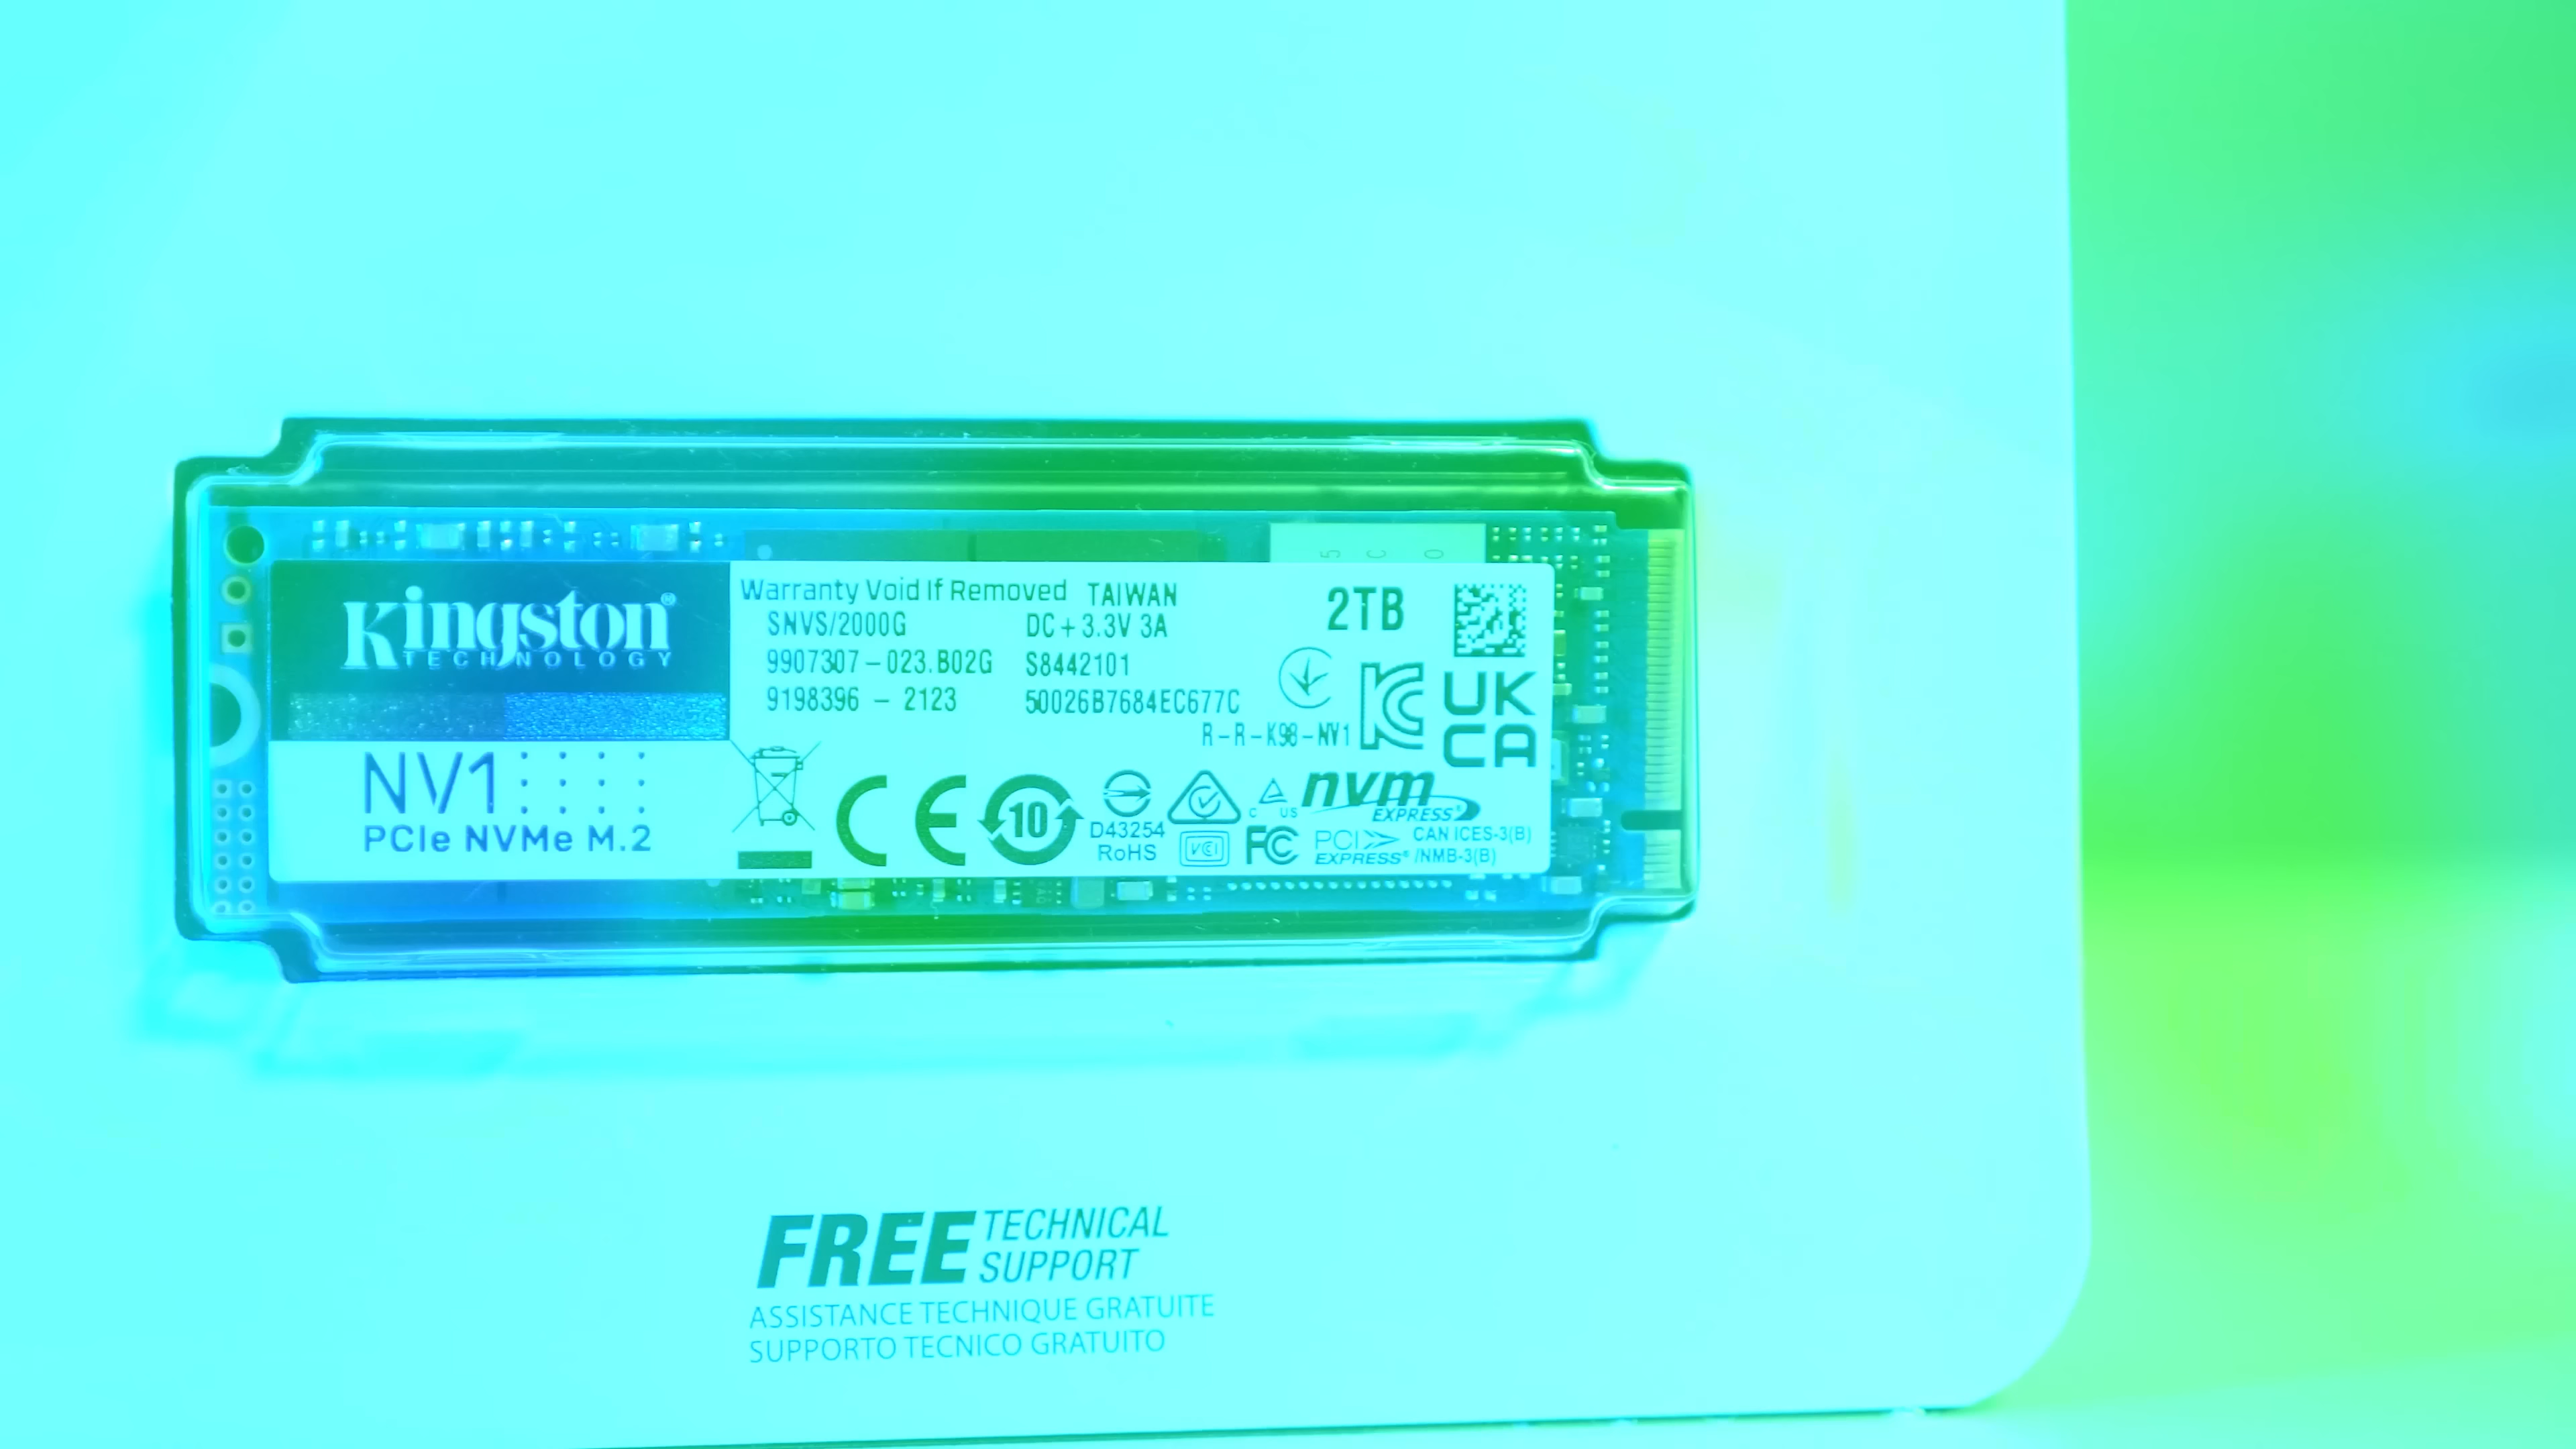 Kingston®
TECHNOLOGY
NV1
PCIe NVMe M.2
Warranty Void If Removed TAIWAN
SNVS/2000G DC+3.3V 3A
9907307-023.B02G S8442101
9198396 - 2123 50026B7684EC677C
2TB
R-R-K98-NV1
UK
CA
CE
10
D43254
RoHS
VCI
C US
FC
nvm
EXPRESS®
PCI
EXPRESS®
CAN ICES-3(B)
/NMB-3(B)
FREE TECHNICAL
SUPPORT
ASSISTANCE TECHNIQUE GRATUITE
SUPPORTO TECNICO GRATUITO